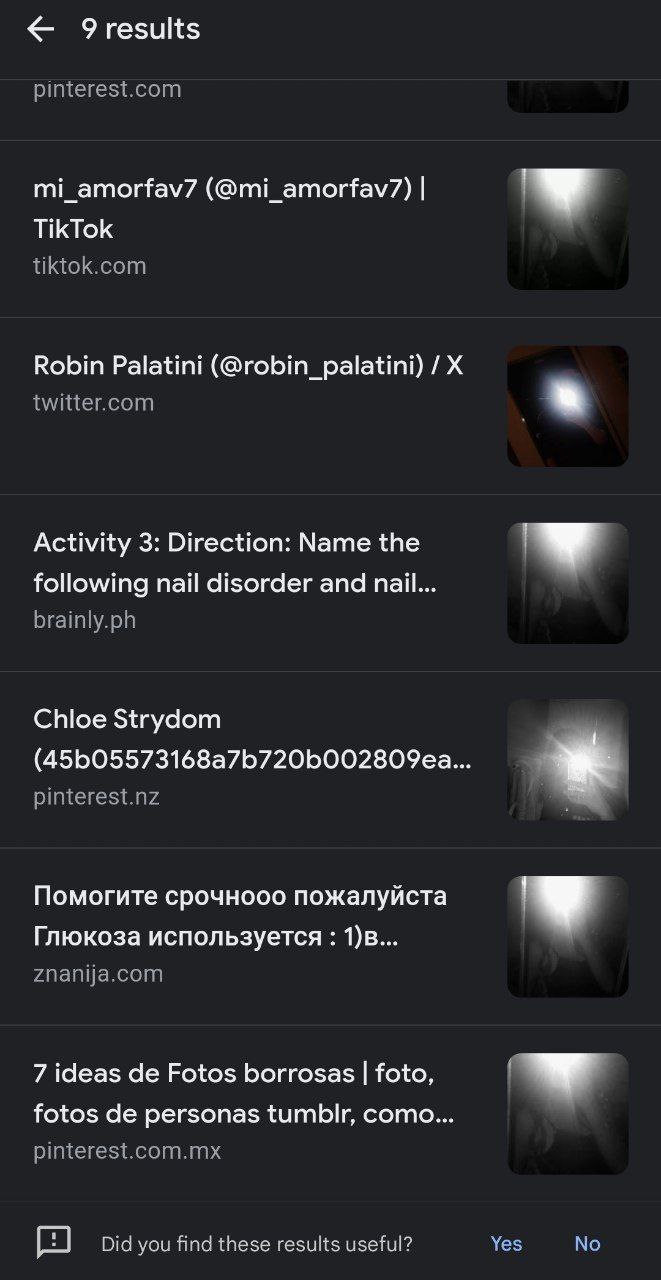 9 results
pinterest.com
mi_amorfav7 (@mi_amorfav7) |
TikTok
tiktok.com
Robin Palatini (@robin_palatini) / X
twitter.com
Activity 3: Direction: Name the
following nail disorder and nail...
brainly.ph
Chloe Strydom
(45b05573168a7b720b002809ea...
pinterest.nz
Помогите срочнооо пожалуйста
Глюкоза используется : 1)в...
znanija.com
7 ideas de Fotos borrosas | foto,
fotos de personas tumblr, como...
pinterest.com.mx
Did you find these results useful?
Yes
No